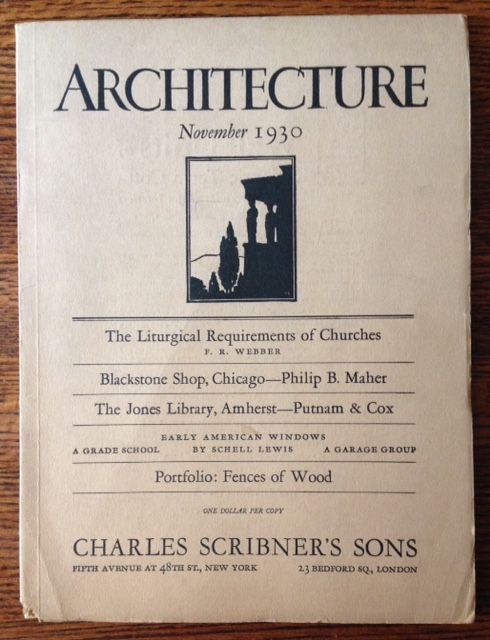 ARCHITECTURE
November 1930
The Liturgical Requirements of Churches
F. R. WEBBER
Blackstone Shop, Chicago—Philip B. Maher
The Jones Library, Amherst—Putnam & Cox
EARLY AMERICAN WINDOWS
A GRADE SCHOOL BY SCHELL LEWIS A GARAGE GROUP
Portfolio: Fences of Wood
ONE DOLLAR PER COPY
CHARLES SCRIBNER'S SONS
FIFTH AVENUE AT 48TH ST., NEW YORK 23 BEDFORD SQ., LONDON